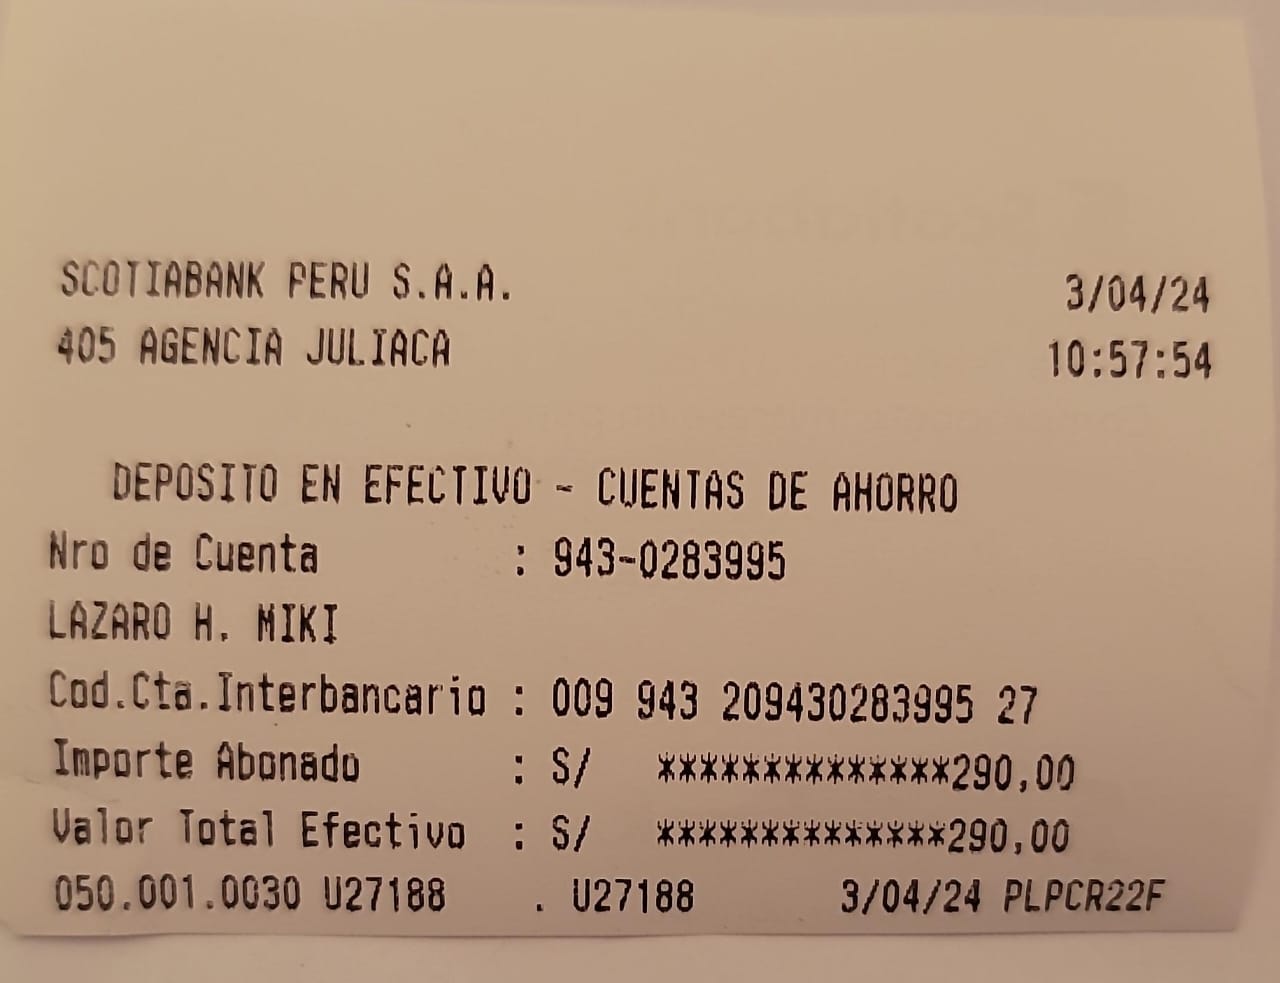 SCOTIABANK PERU S.A.A. 3/04/24
405 AGENCIA JULIACA 10:57:54
DEPOSITO EN EFECTIVO - CUENTAS DE AHORRO
Nro de Cuenta : 943-0283995
LAZARO H. MIKI
Cod.Cta.Interbancario : 009 943 209430283995 27
Importe Abonado : S/ **************290,00
Valor Total Efectivo : S/ **************290,00
050.001.0030 U27188 . U27188 3/04/24 PLPCR22F